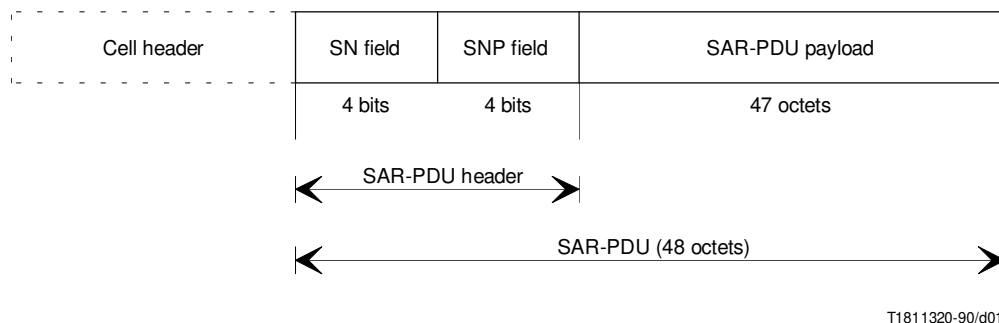 Cell header SN field SNP field SAR-PDU payload
4 bits 4 bits 47 octets
SAR-PDU header
SAR-PDU (48 octets)
T1811320-90/d01